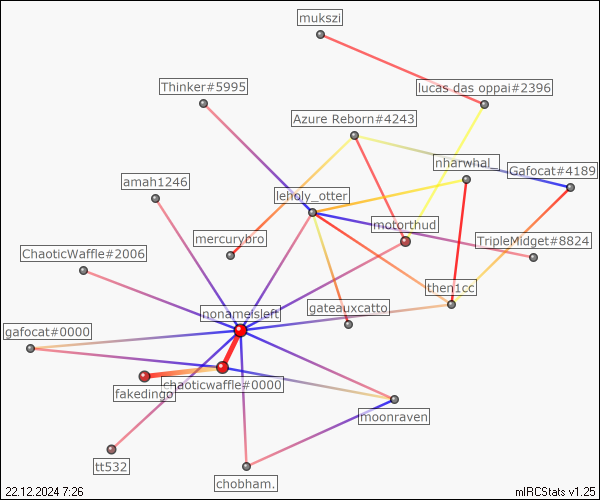 mukszi
Thinker#5995
lucas das oppai#2396
Azure Reborn#4243
nharwhal_
Gafocat#4189
amah1246
leholy_otter
motorthud
mercurybro
TripleMidget#8824
ChaoticWaffle#2006
then1cc
nonameisleft
gateauxcatto
gafocat#0000
chaoticwaffle#0000
fakedingo
moonraven
tt532
chobham.
22.12.2024 7:26
mIRCStats v1.25